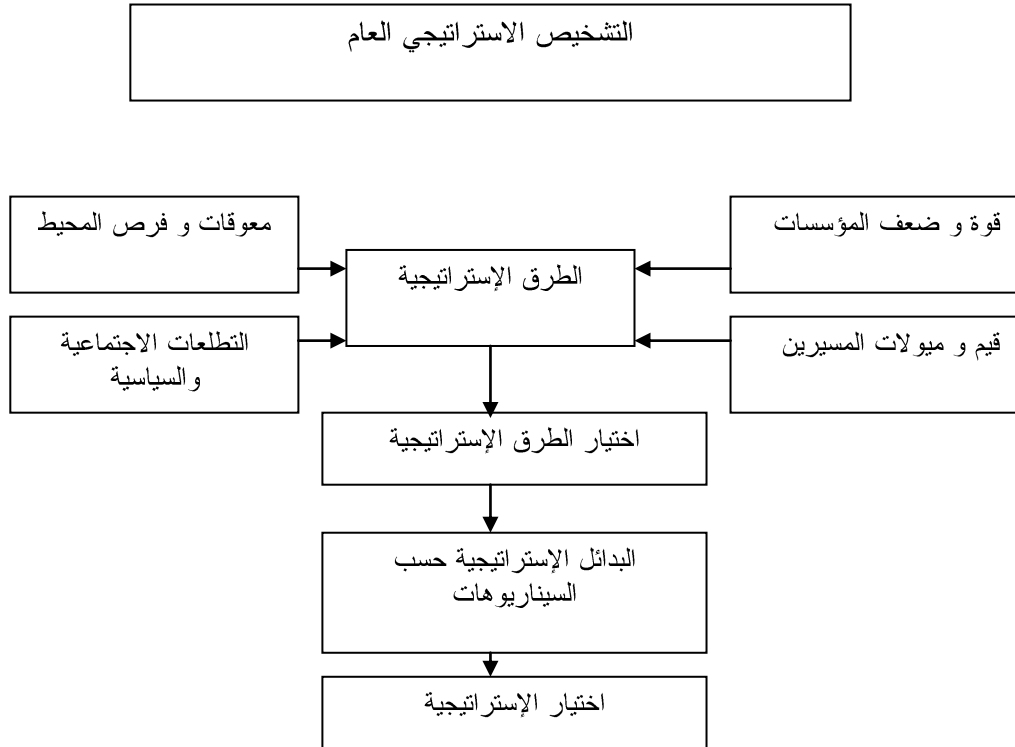 التشخيص الاستراتيجي العام
قوة و ضعف المؤسسات
معوقات و فرص المحيط
الطرق الإستراتيجية
قيم و ميولات المسيرين
التطلعات الاجتماعية
والسياسية
اختيار الطرق الإستراتيجية
البدائل الإستراتيجية حسب
السيناريوهات
اختيار الإستراتيجية